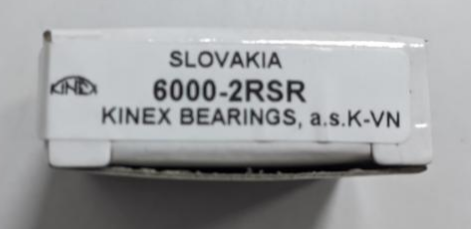 SLOVAKIA
KINEX
6000-2RSR
KINEX BEARINGS, a.s.K-VN